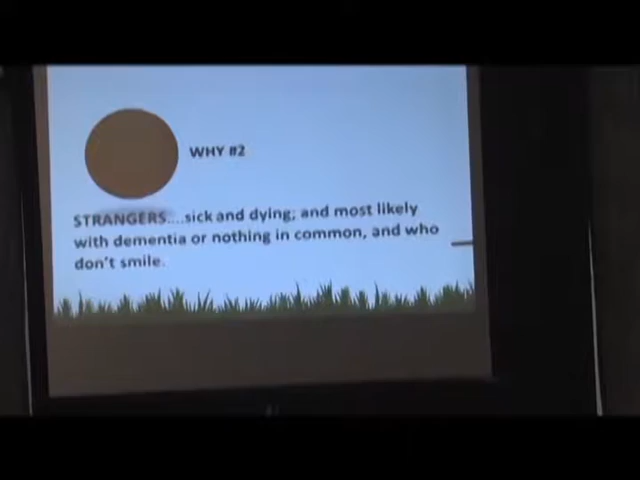 WHY #2
STRANGERS....sick and dying; and most likely
with dementia or nothing in common, and who
don't smile.